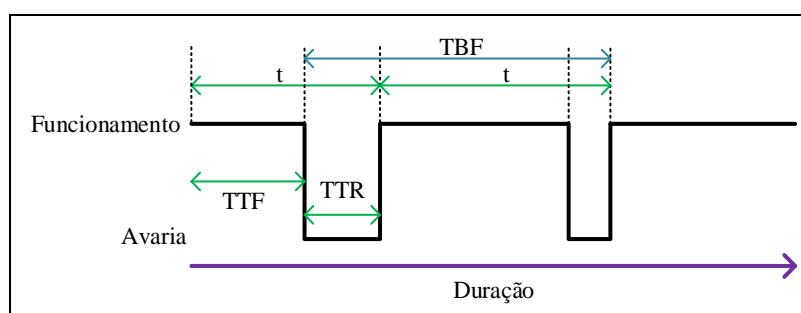 TBF
t t
Funcionamento
TTF
TTR
Avaria
Duração